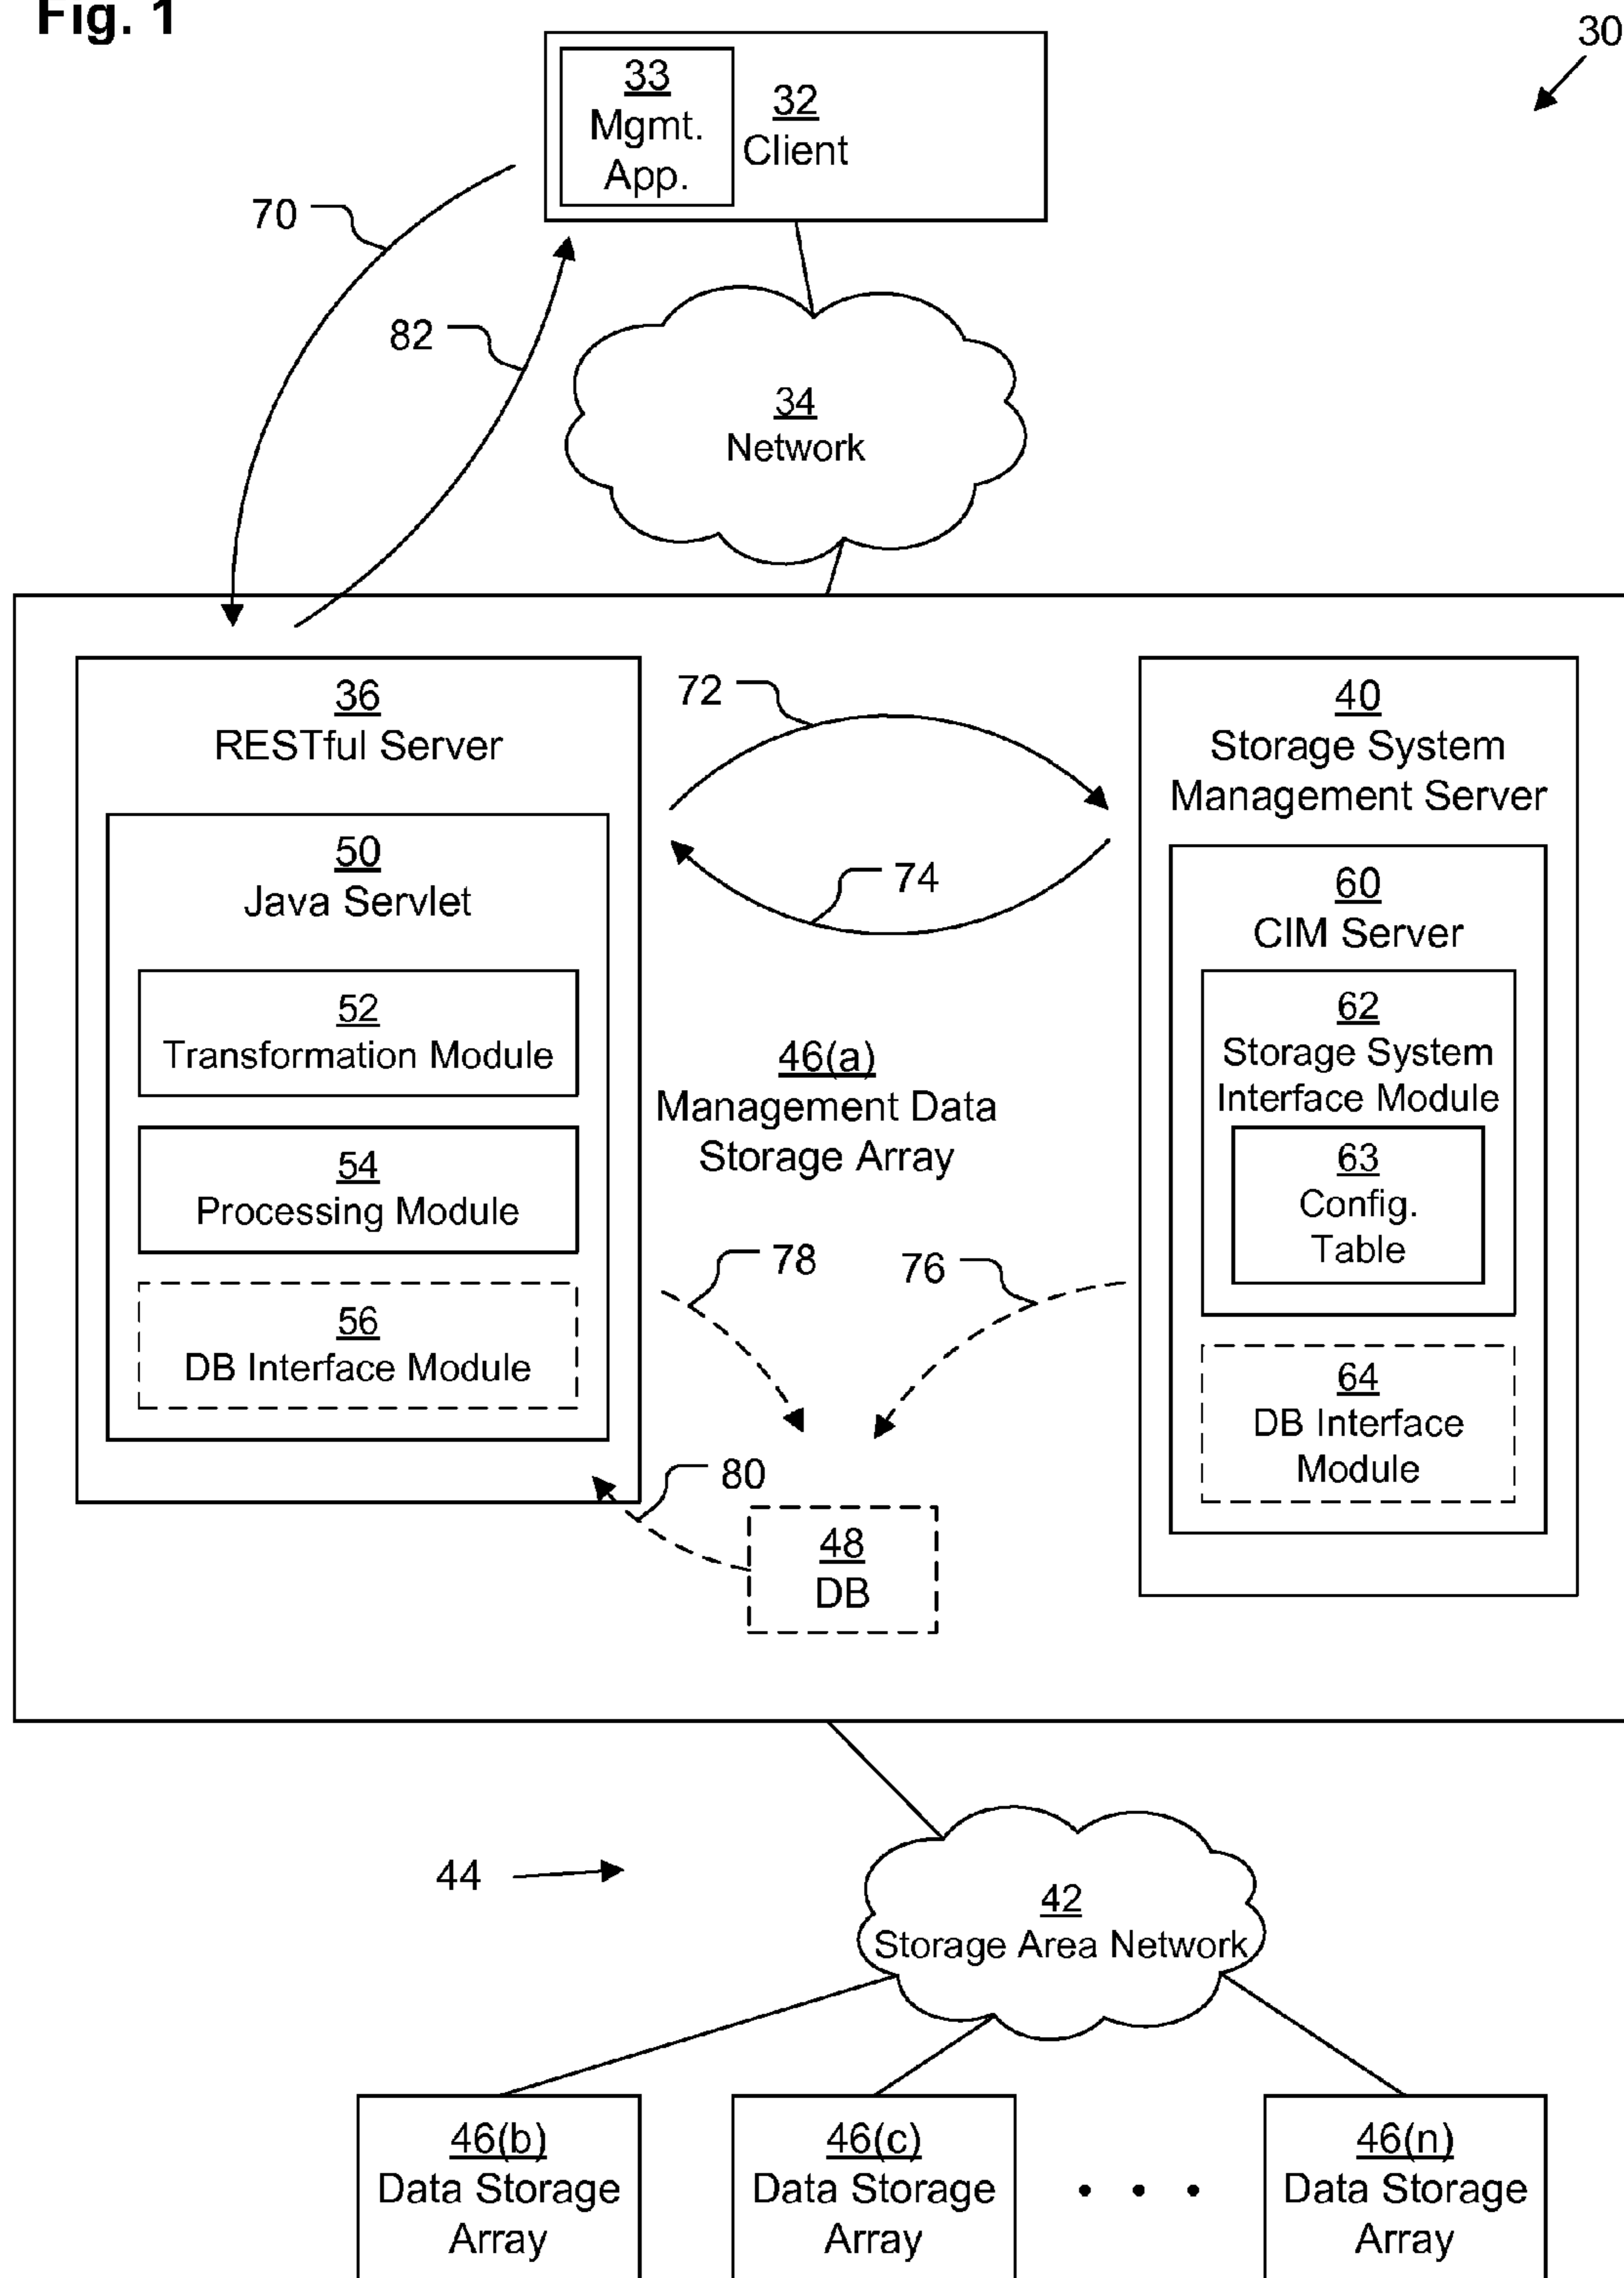 Fig. 1
30
33
Mgmt.
App.
32
Client
70
82
34
Network
36
RESTful Server
72
40
Storage System
Management Server
50
Java Servlet
74
60
CIM Server
52
Transformation Module
62
Storage System
Interface Module
46(a)
Management Data
Storage Array
54
Processing Module
63
Config.
Table
78
76
56
DB Interface Module
64
DB Interface
Module
80
48
DB
44
42
Storage Area Network
46(b)
Data Storage
Array
46(c)
Data Storage
Array
• • •
46(n)
Data Storage
Array